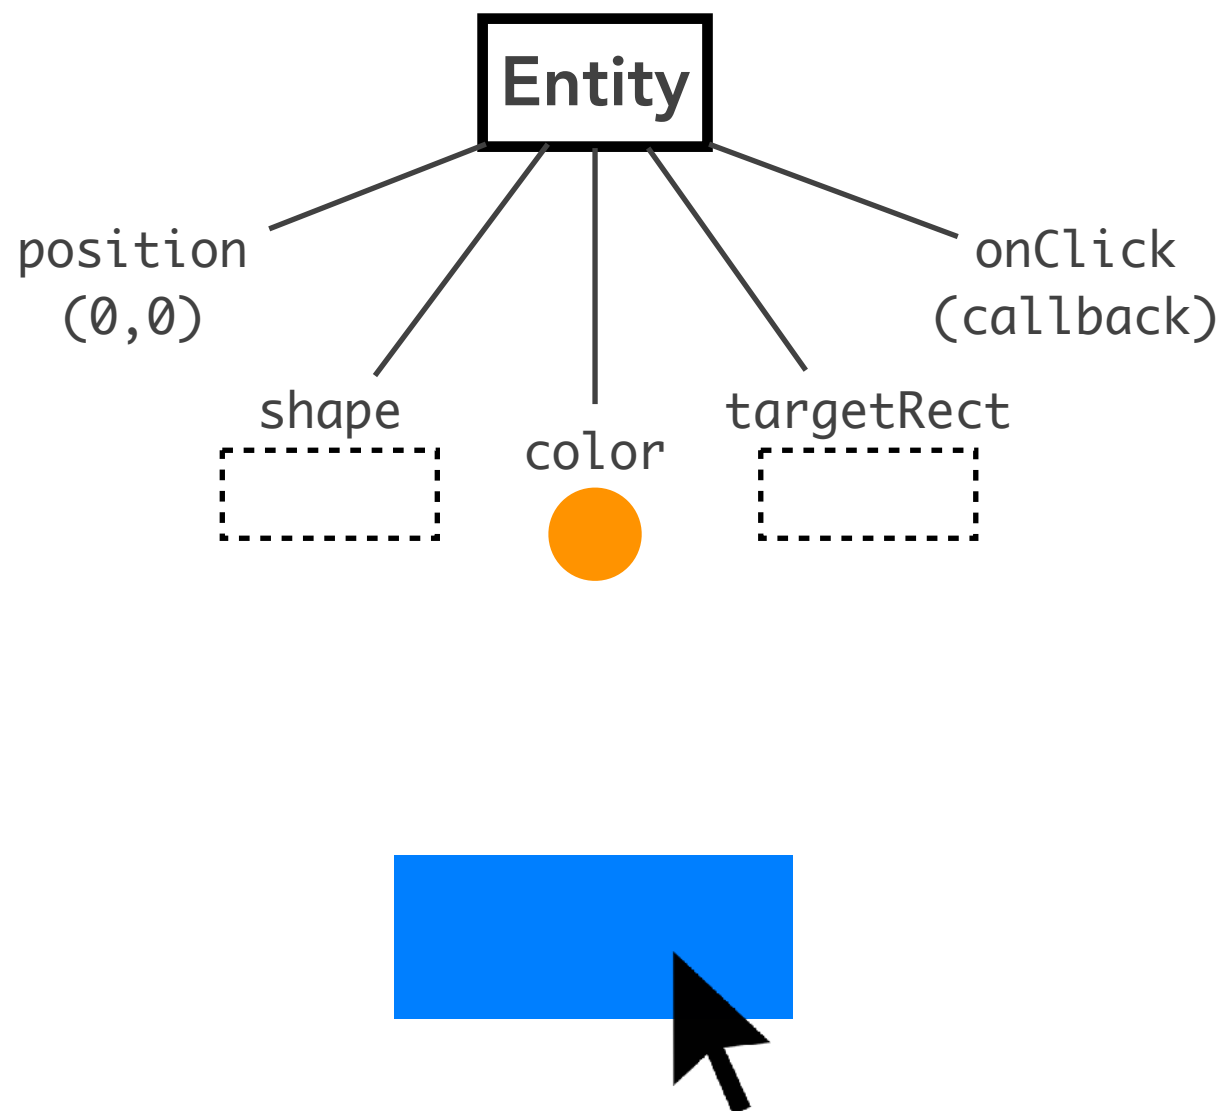 Entity
position
(0,0)
onClick
(callback)
shape
targetRect
color